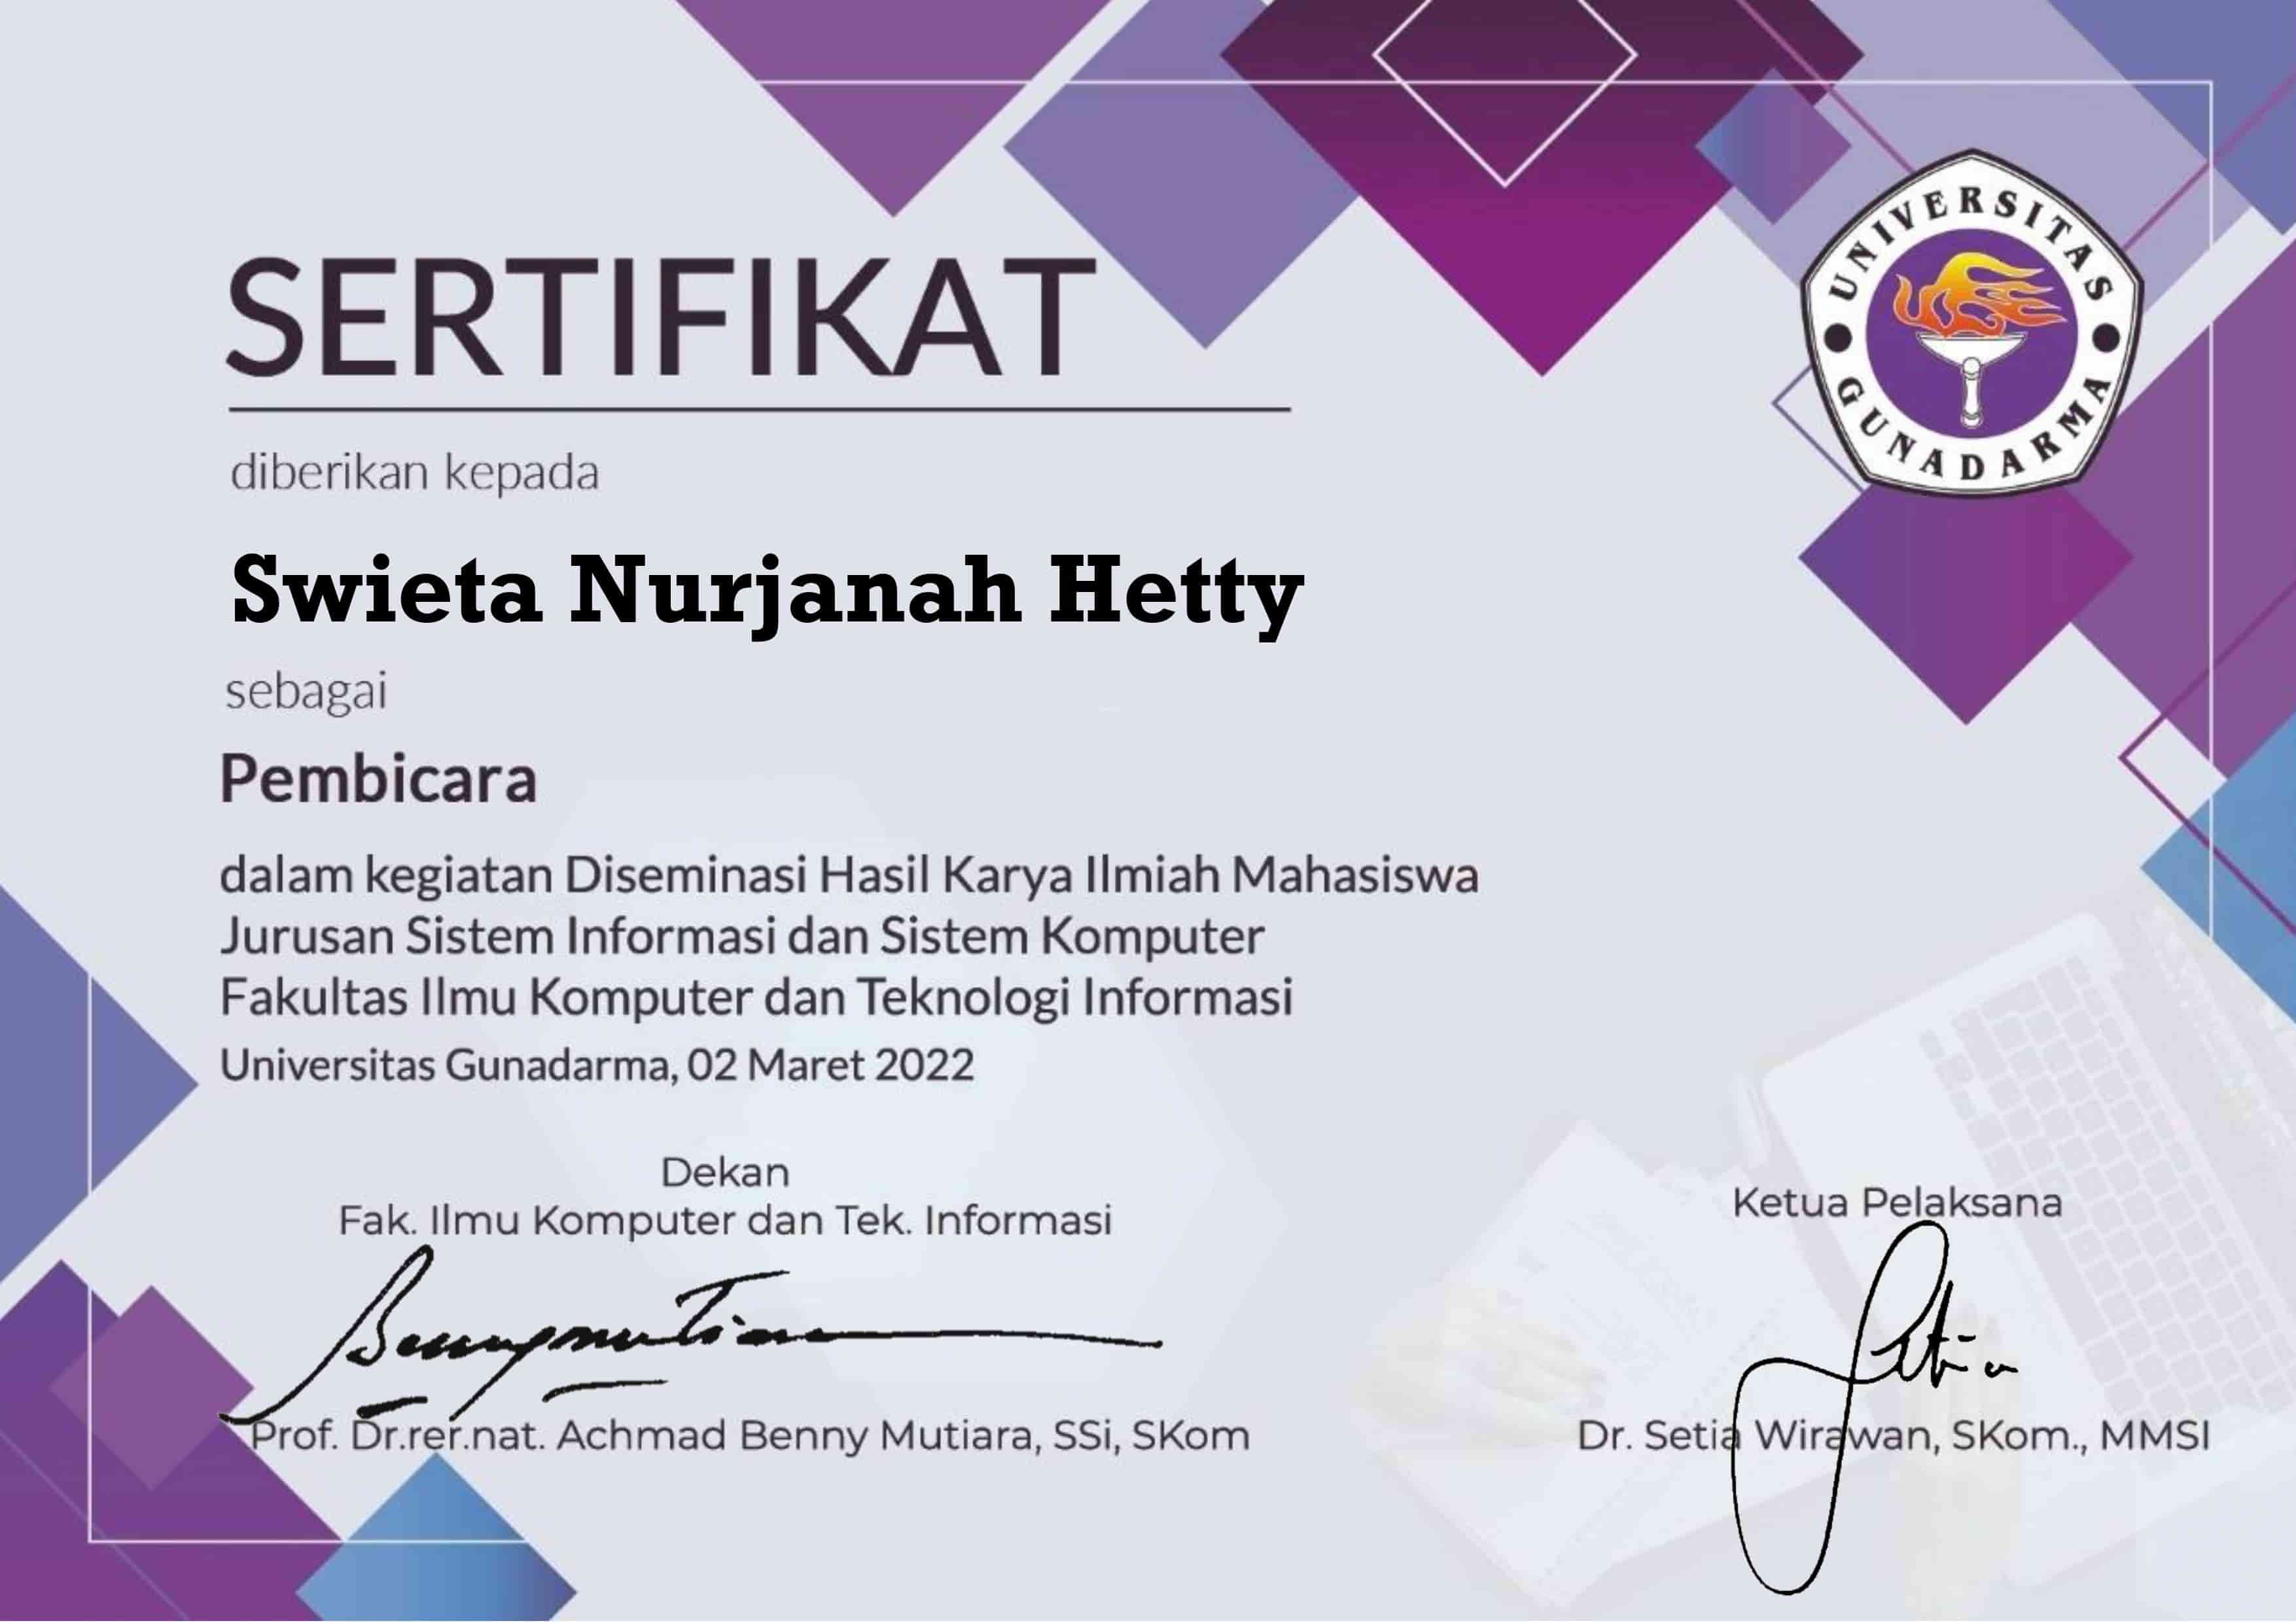 SERTIFIKAT
UNIVERSITAS GUNADARMA
diberikan kepada
Swieta Nurjanah Hetty
sebagai
Pembicara
dalam kegiatan Diseminasi Hasil Karya Ilmiah Mahasiswa
Jurusan Sistem Informasi dan Sistem Komputer
Fakultas Ilmu Komputer dan Teknologi Informasi
Universitas Gunadarma, 02 Maret 2022
Dekan
Fak. Ilmu Komputer dan Tek. Informasi
Prof. Dr.rer.nat. Achmad Benny Mutiara, SSi, SKom
Ketua Pelaksana
Dr. Setia Wirawan, SKom., MMSI